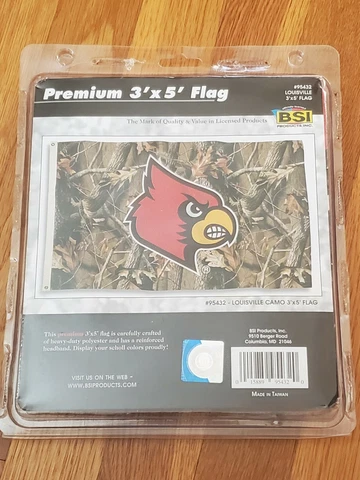 Premium 3'x 5' Flag
#95432
LOUISVILLE
3'x5' FLAG
BSI
PRODUCTS INC.
The Mark of Quality & Value in Licensed Products
®
#95432 - LOUISVILLE CAMO 3'x5' FLAG
This premium 3'x5' flag is carefully crafted
of heavy-duty polyester and has a reinforced
headband. Display your school colors proudly!
VISIT US ON THE WEB -
WWW.BSIPRODUCTS.COM
BSI Products, Inc.
9510 Berger Road
Columbia, MD 21046
MADE IN TAIWAN